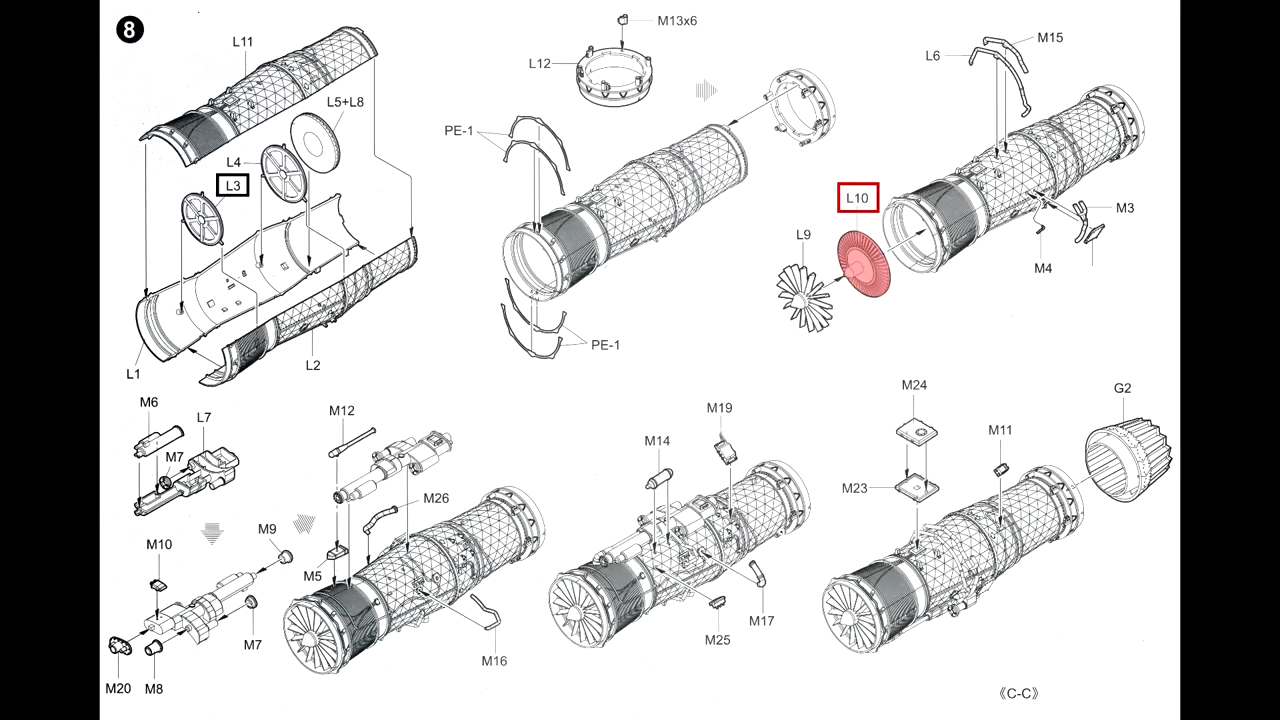 8
L11
L5+L8
L4
L3
L1
L2
M13x6
L12
PE-1
PE-1
M15
L6
L10
L9
M3
M4
M6
L7
M7
M9
M10
M7
M20
M8
M12
M26
M5
M16
M19
M14
M17
M25
M24
G2
M11
M23
《C-C》